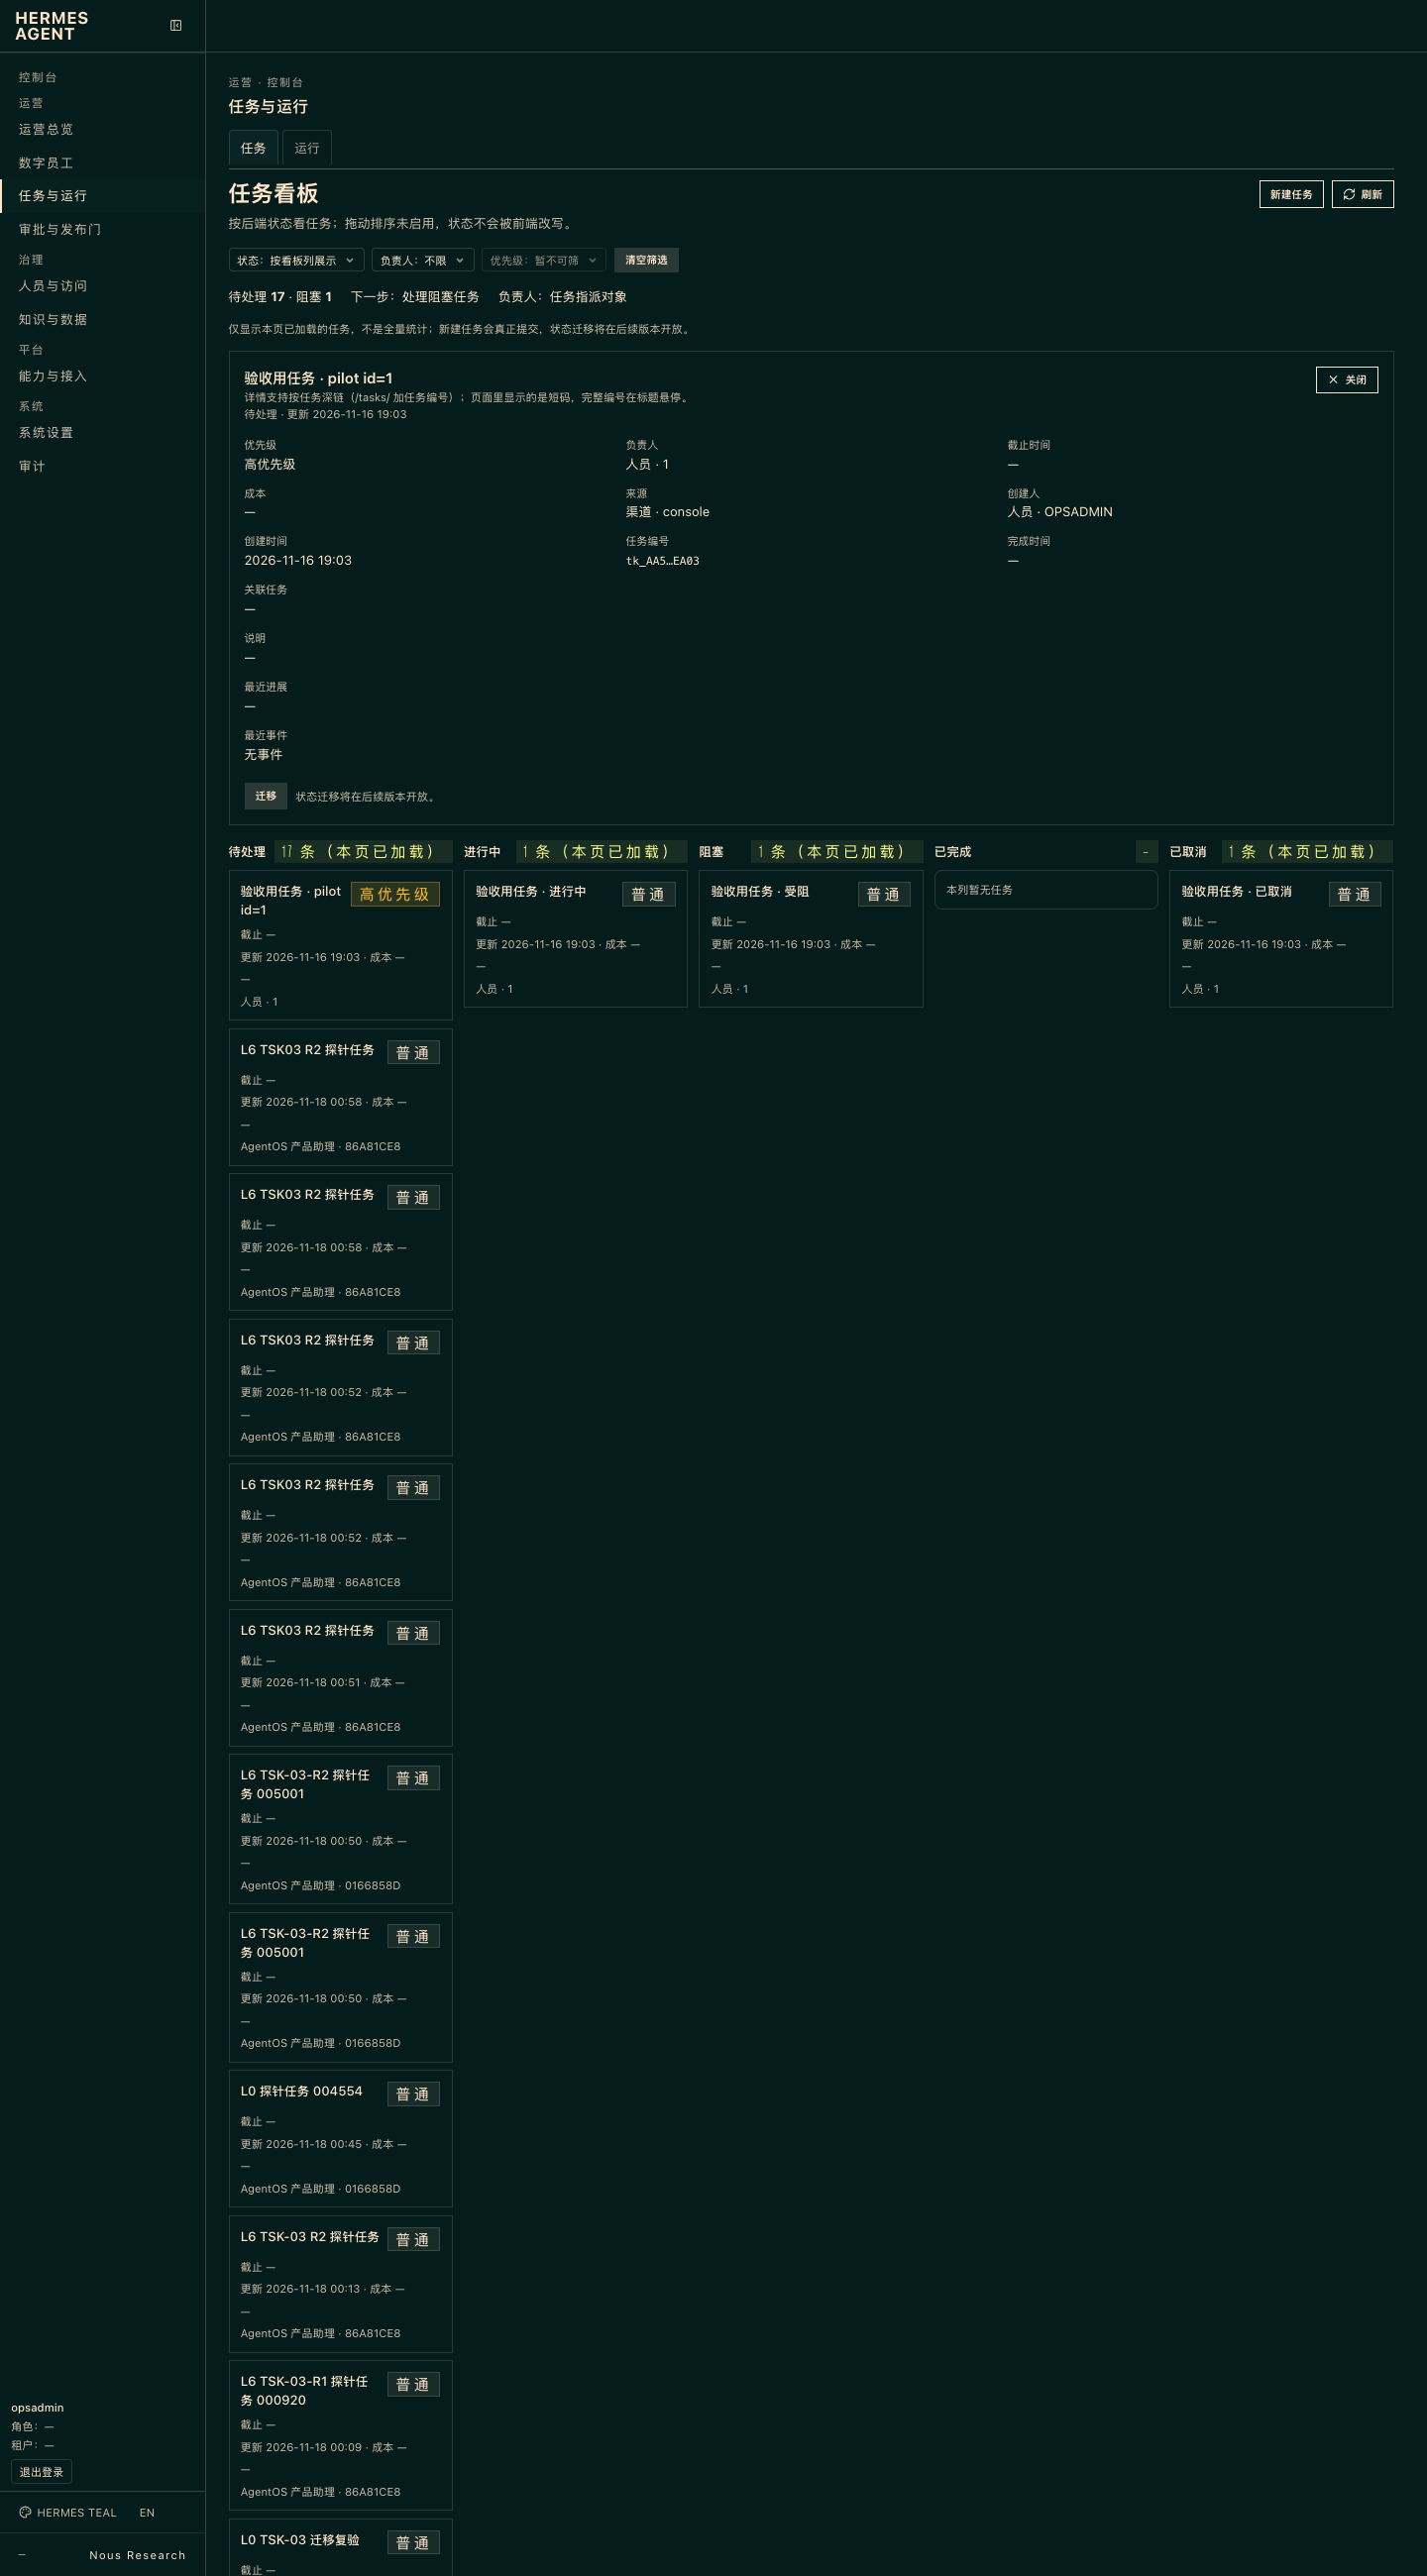 HERMES
AGENT
控制台
运营
运营总览
数字员工
任务与运行
审批与发布门
治理
人员与访问
知识与数据
平台
能力与接入
系统
系统设置
审计
opsadmin
角色：—
租户：—
退出登录
HERMES TEAL EN
— Nous Research
运营 · 控制台
任务与运行
任务 运行
任务看板
新建任务 刷新
按后端状态看任务；拖动排序未启用，状态不会被前端改写。
状态：按看板列展示 负责人：不限 优先级：暂不可筛 清空筛选
待处理 17 · 阻塞 1 下一步：处理阻塞任务 负责人：任务指派对象
仅显示本页已加载的任务，不是全量统计；新建任务会真正提交，状态迁移将在后续版本开放。
验收用任务 · pilot id=1
关闭
详情支持按任务深链（/tasks/ 加任务编号）；页面里显示的是短码，完整编号在标题悬停。
待处理 · 更新 2026-11-16 19:03
优先级 负责人 截止时间
高优先级 人员 · 1 —
成本 来源 创建人
— 渠道 · console 人员 · OPSADMIN
创建时间 任务编号 完成时间
2026-11-16 19:03 tk_AA5…EA03 —
关联任务
—
说明
—
最近进展
—
最近事件
无事件
迁移 状态迁移将在后续版本开放。
待处理 17 条（本页已加载）
验收用任务 · pilot id=1 高优先级
截止 —
更新 2026-11-16 19:03 · 成本 —
—
人员 · 1
L6 TSK03 R2 探针任务 普通
截止 —
更新 2026-11-18 00:58 · 成本 —
—
AgentOS 产品助理 · 86A81CE8
L6 TSK03 R2 探针任务 普通
截止 —
更新 2026-11-18 00:58 · 成本 —
—
AgentOS 产品助理 · 86A81CE8
L6 TSK03 R2 探针任务 普通
截止 —
更新 2026-11-18 00:52 · 成本 —
—
AgentOS 产品助理 · 86A81CE8
L6 TSK03 R2 探针任务 普通
截止 —
更新 2026-11-18 00:52 · 成本 —
—
AgentOS 产品助理 · 86A81CE8
L6 TSK03 R2 探针任务 普通
截止 —
更新 2026-11-18 00:51 · 成本 —
—
AgentOS 产品助理 · 86A81CE8
L6 TSK-03-R2 探针任务 005001 普通
截止 —
更新 2026-11-18 00:50 · 成本 —
—
AgentOS 产品助理 · 0166858D
L6 TSK-03-R2 探针任务 005001 普通
截止 —
更新 2026-11-18 00:50 · 成本 —
—
AgentOS 产品助理 · 0166858D
L0 探针任务 004554 普通
截止 —
更新 2026-11-18 00:45 · 成本 —
—
AgentOS 产品助理 · 0166858D
L6 TSK-03 R2 探针任务 普通
截止 —
更新 2026-11-18 00:13 · 成本 —
—
AgentOS 产品助理 · 86A81CE8
L6 TSK-03-R1 探针任务 000920 普通
截止 —
更新 2026-11-18 00:09 · 成本 —
—
AgentOS 产品助理 · 86A81CE8
L0 TSK-03 迁移复验 普通
截止 —
进行中 1 条（本页已加载）
验收用任务 · 进行中 普通
截止 —
更新 2026-11-16 19:03 · 成本 —
—
人员 · 1
阻塞 1 条（本页已加载）
验收用任务 · 受阻 普通
截止 —
更新 2026-11-16 19:03 · 成本 —
—
人员 · 1
已完成 -
本列暂无任务
已取消 1 条（本页已加载）
验收用任务 · 已取消 普通
截止 —
更新 2026-11-16 19:03 · 成本 —
—
人员 · 1